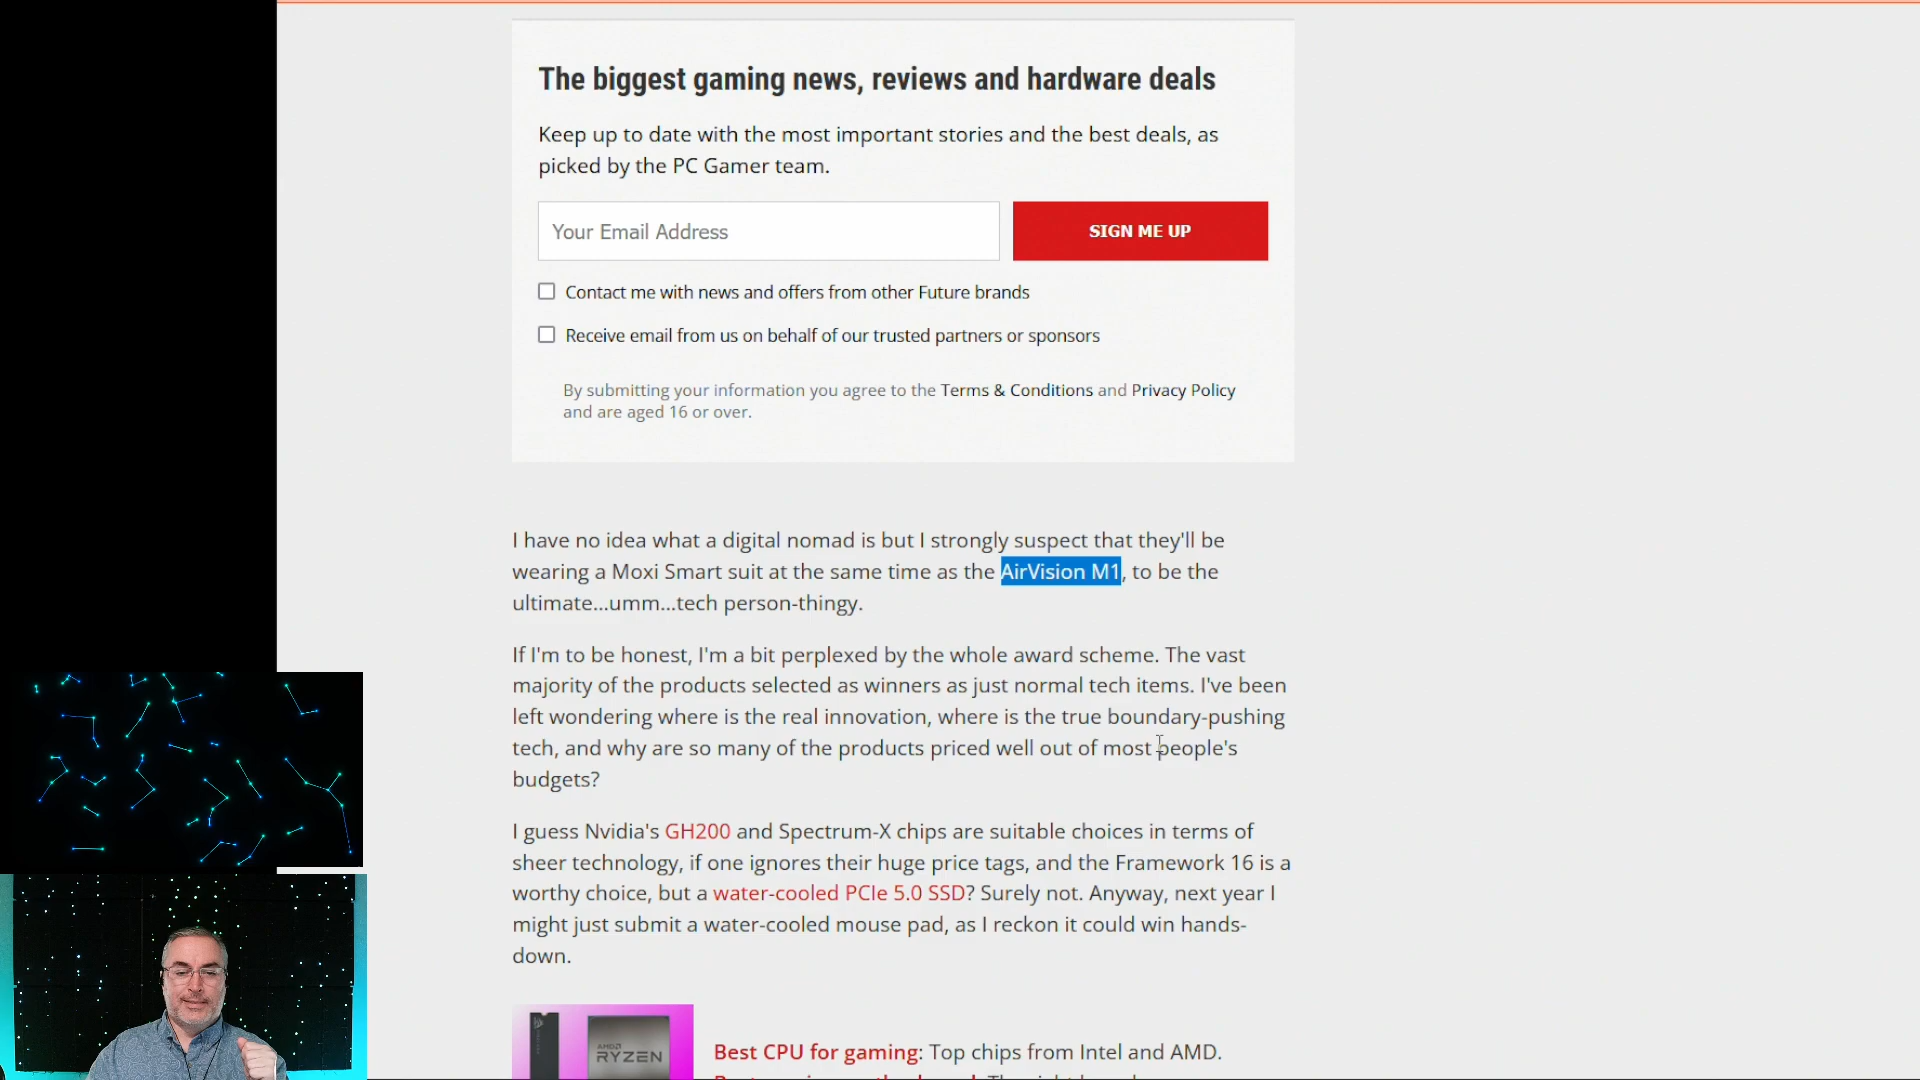 The biggest gaming news, reviews and hardware deals
Keep up to date with the most important stories and the best deals, as
picked by the PC Gamer team.
Your Email Address
SIGN ME UP
Contact me with news and offers from other Future brands
Receive email from us on behalf of our trusted partners or sponsors
By submitting your information you agree to the Terms & Conditions and Privacy Policy
and are aged 16 or over.
I have no idea what a digital nomad is but I strongly suspect that they'll be
wearing a Moxi Smart suit at the same time as the AirVision M1, to be the
ultimate...umm...tech person-thingy.
If I'm to be honest, I'm a bit perplexed by the whole award scheme. The vast
majority of the products selected as winners as just normal tech items. I've been
left wondering where is the real innovation, where is the true boundary-pushing
tech, and why are so many of the products priced well out of most people's
budgets?
I guess Nvidia's GH200 and Spectrum-X chips are suitable choices in terms of
sheer technology, if one ignores their huge price tags, and the Framework 16 is a
worthy choice, but a water-cooled PCIe 5.0 SSD? Surely not. Anyway, next year I
might just submit a water-cooled mouse pad, as I reckon it could win hands-
down.
AMD
RYZEN
Best CPU for gaming: Top chips from Intel and AMD.